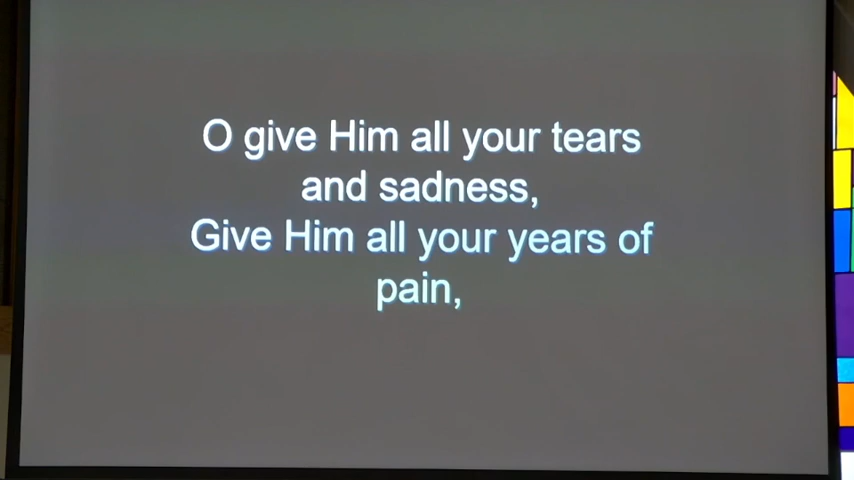 O give Him all your tears
and sadness,
Give Him all your years of
pain,